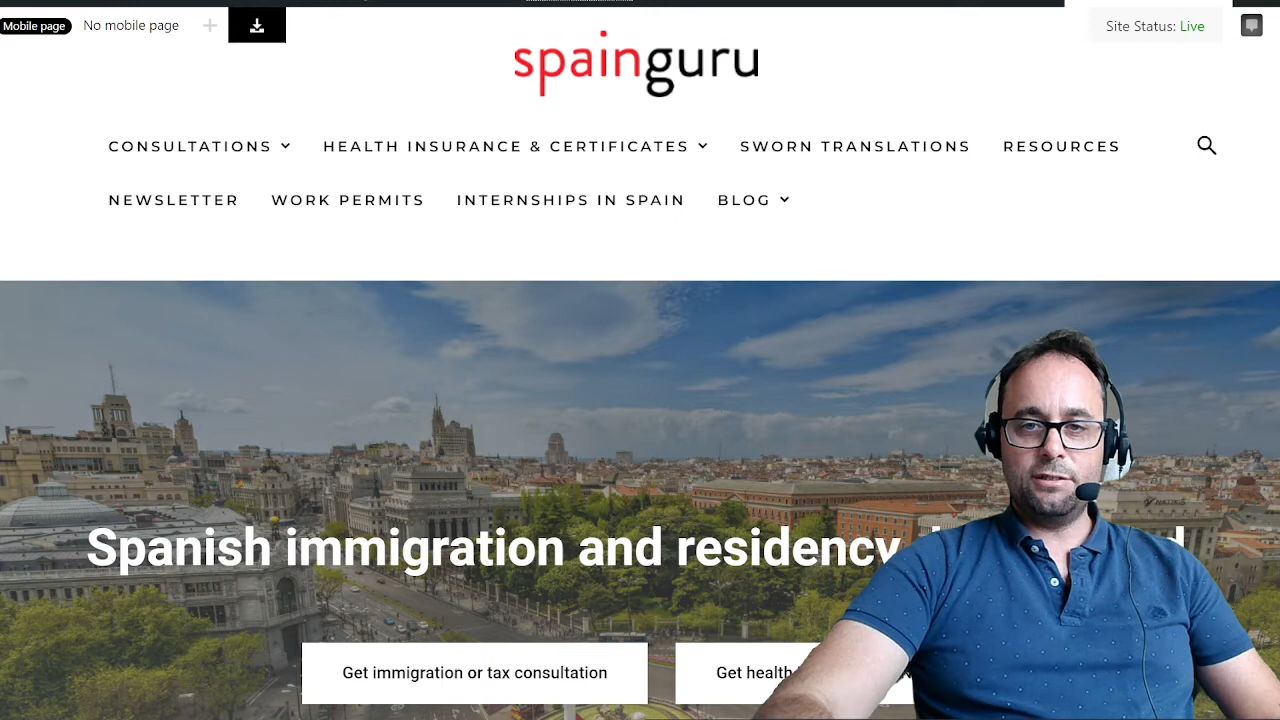 Mobile page No mobile page
Site Status: Live
spainguru
CONSULTATIONS HEALTH INSURANCE & CERTIFICATES SWORN TRANSLATIONS RESOURCES
NEWSLETTER WORK PERMITS INTERNSHIPS IN SPAIN BLOG
Spanish immigration and residency
Get immigration or tax consultation
Get health